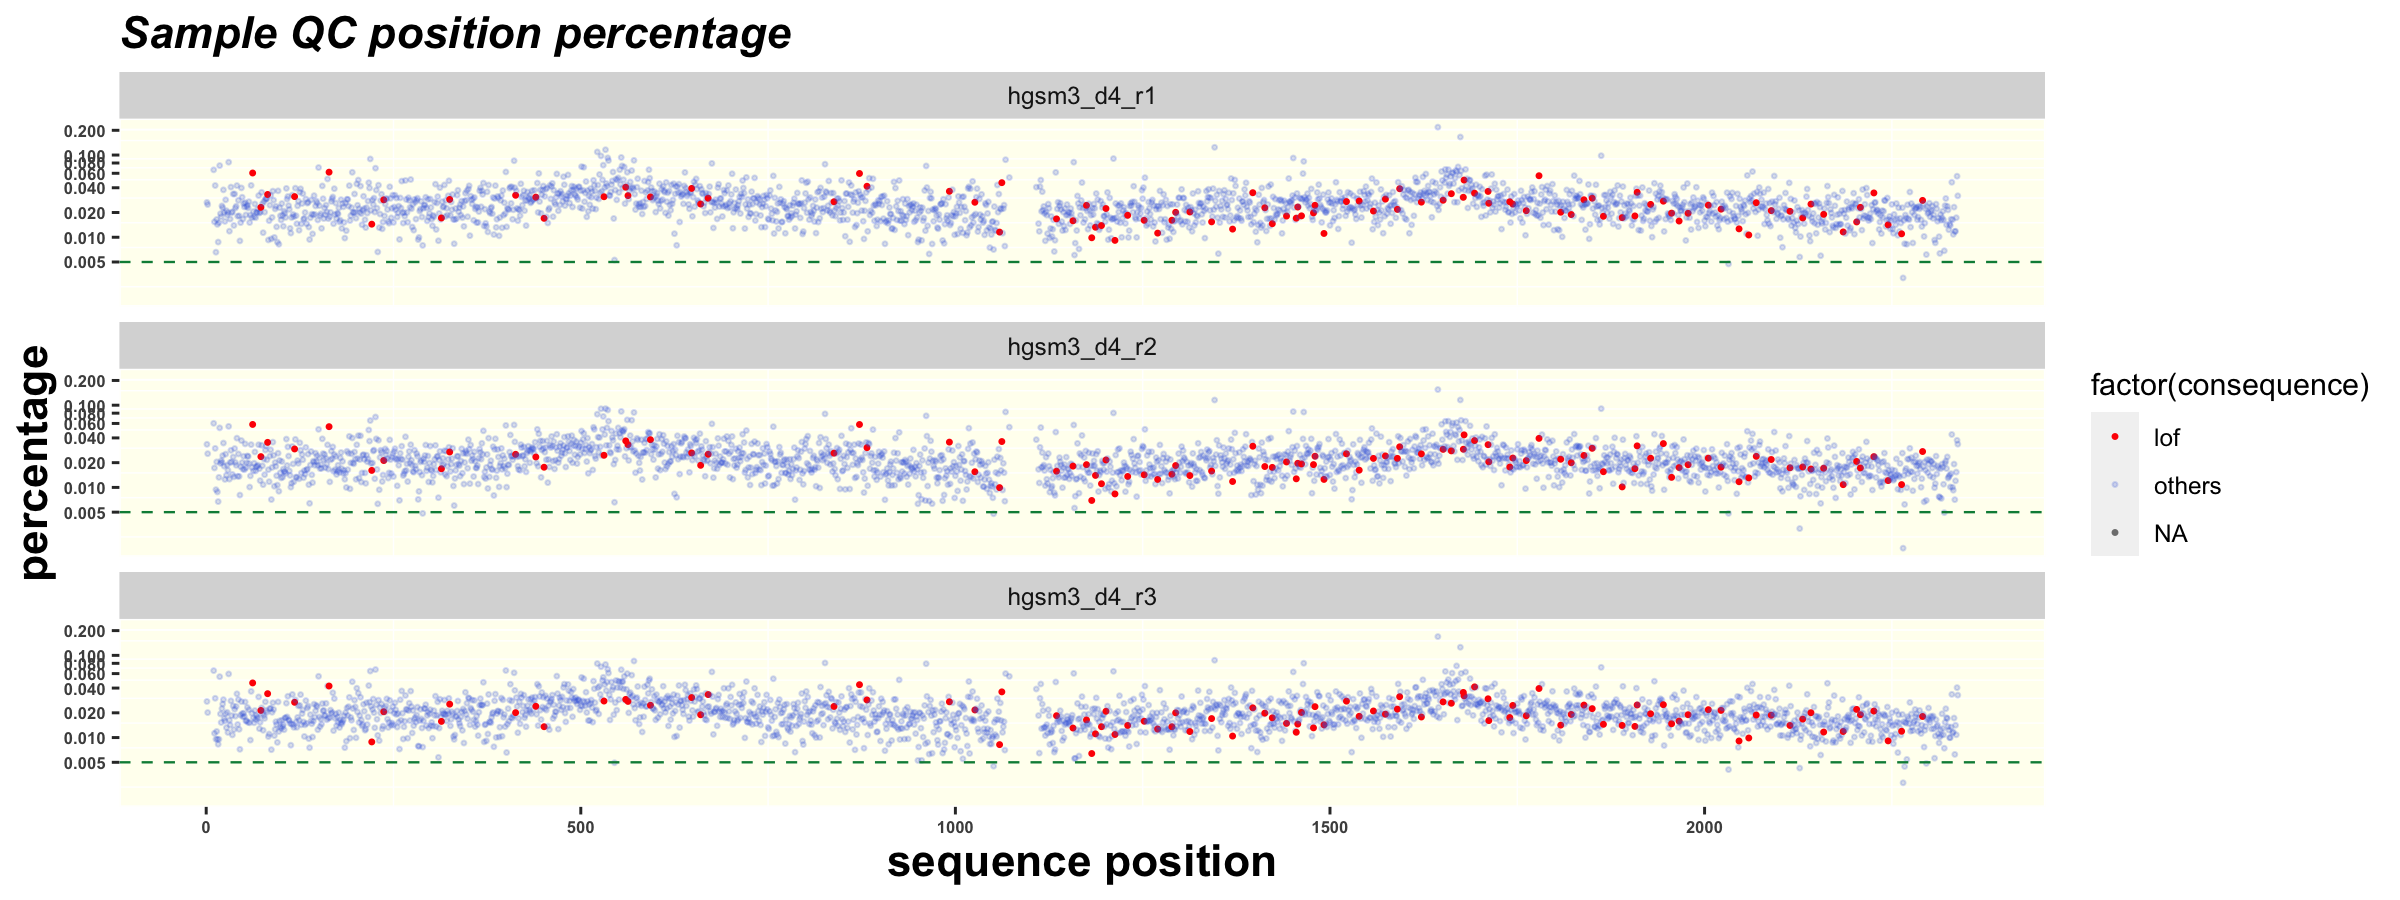 Sample QC position percentage
hgsm3_d4_r1
0.200
0.100
0.080
0.060
0.040
0.020
0.010
0.005
hgsm3_d4_r2
0.200
0.100
0.080
0.060
0.040
0.020
0.010
0.005
hgsm3_d4_r3
0.200
0.100
0.080
0.060
0.040
0.020
0.010
0.005
0 500 1000 1500 2000
percentage
sequence position
factor(consequence)
lof
others
NA